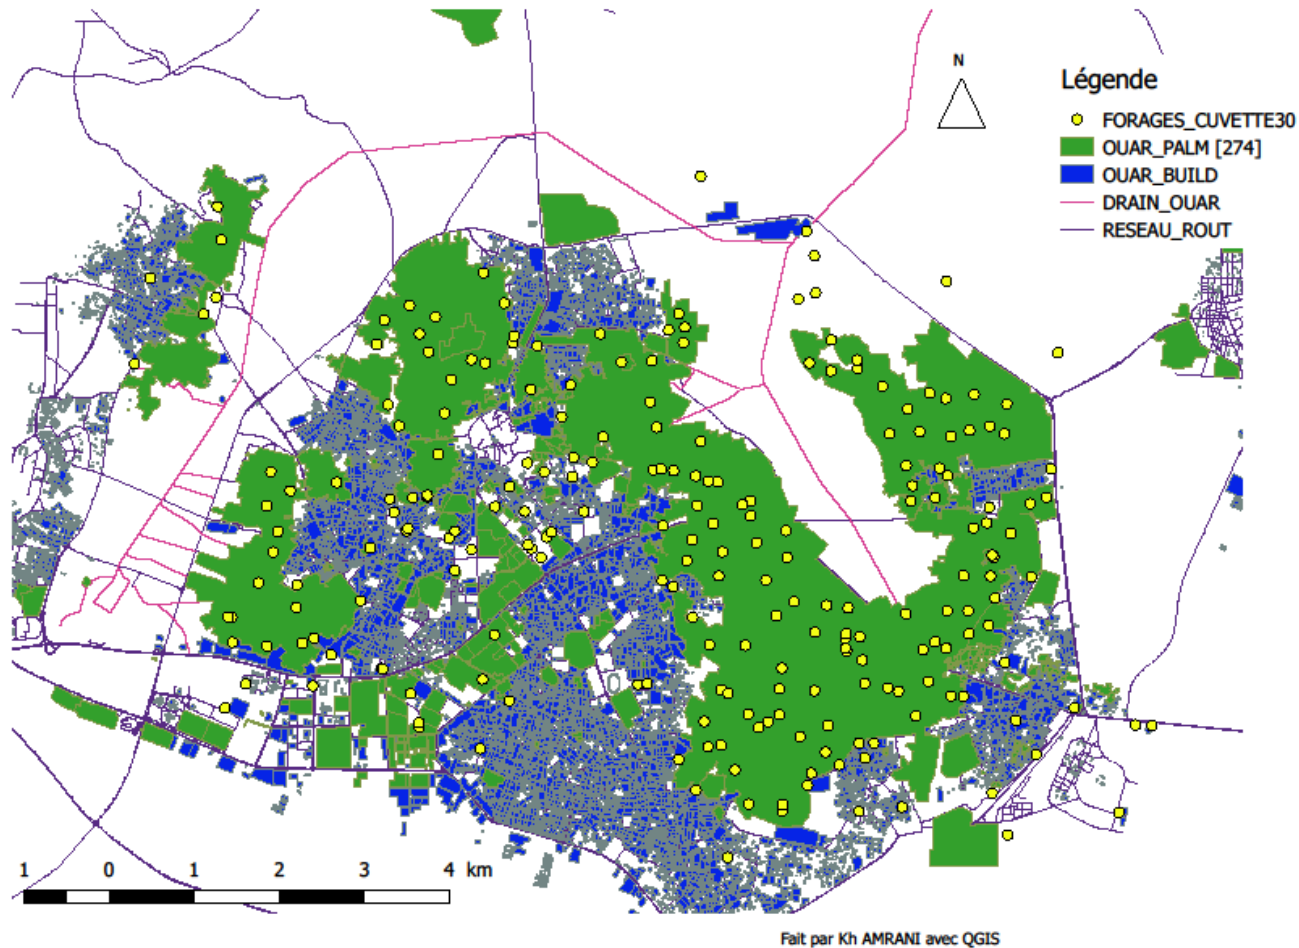 N
Légende
FORAGES_CUVETTE30
OUAR_PALM [274]
OUAR_BUILD
DRAIN_OUAR
RESEAU_ROUT
1 0 1 2 3 4 km
Fait par Kh AMRANI avec QGIS